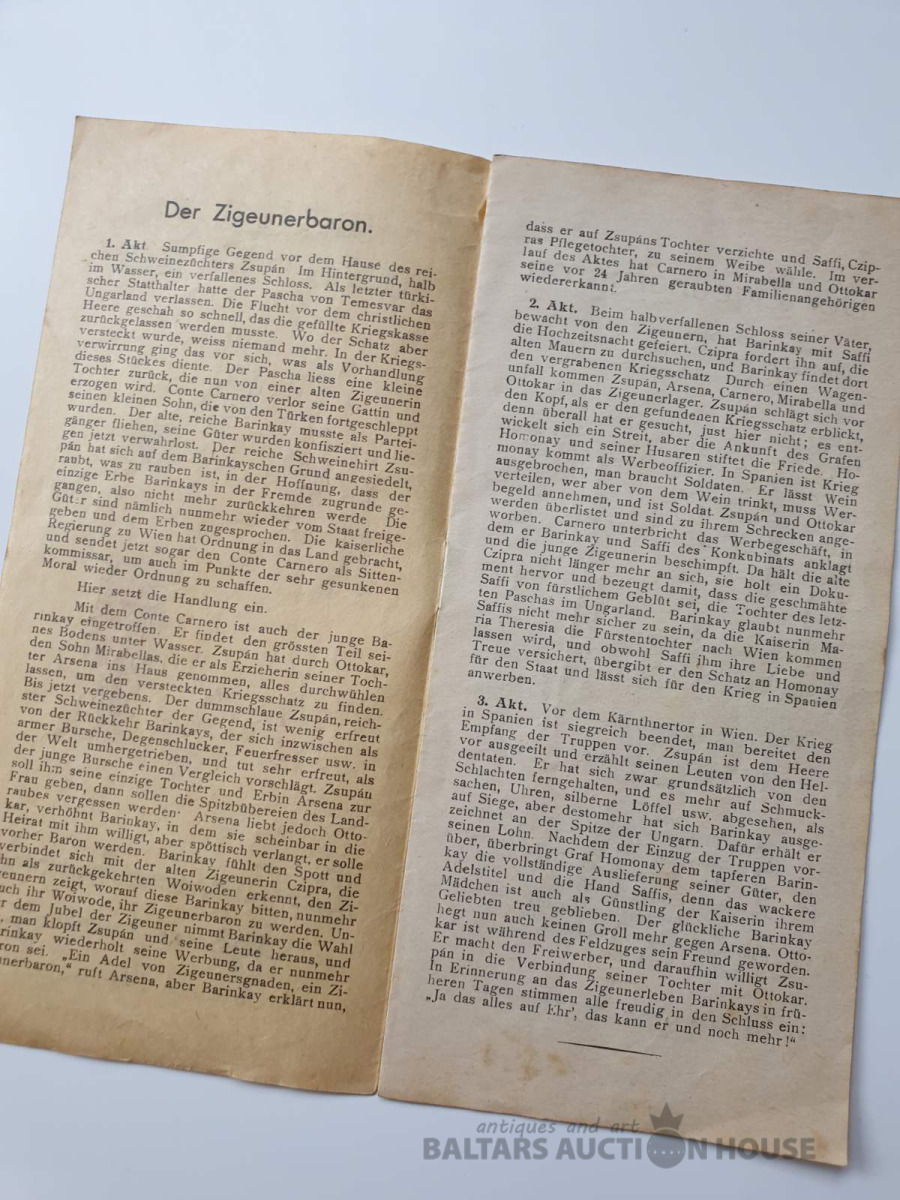 Der Zigeunerbaron.
1. Akt. Sumpfige Gegend vor dem Hause des rei-
chen Schweinezüchters Zsupán Im Hintergrund, halb
im Wasser, ein verfallenes Schloss. Als letzter türki-
scher Statthalter hatte der Pascha von Temesvar das
Ungarland verlassen. Die Flucht vor dem christlichen
Heere geschah so schnell, das die gefüllte Kriegskasse
zurückgelassen werden musste. Wo der Schatz aber
versteckt wurde, weiss niemand mehr. In der Kriegs-
verwirrung ging das vor sich, was als Vorhandlung
dieses Stückes diente. Der Pascha liess eine kleine
Tochter zurück, die nun von einer alten Zigeunerin
erzogen wird. Conte Carnero verlor seine Gattin und
seinen kleinen Sohn, die von den Türken fortgeschleppt
wurden. Der alte, reiche Barinkay musste als Partei-
gänger fliehen, seine Güter wurden konfisziert und lie-
gen jetzt verwahrlost. Der reiche Schweinehirt Zsu-
pán hat sich auf dem Barinkayschen Grund angesiedelt,
raubt, was zu rauben ist, in der Hoffnung, dass der
einzige Erbe Barinkays in der Fremde zugrunde ge-
gangen, also nicht mehr zurückkehren werde Die
Güter sind nämlich nunmehr wieder vom Staat freige-
geben und dem Erben zugesprochen. Die kaiserliche
Regierung zu Wien hat Ordnung in das Land gebracht,
und sendet jetzt sogar den Conte Carnero als Sitten-
kommissar, um auch im Punkte der sehr gesunkenen
Moral wieder Ordnung zu schaffen.
Hier setzt die Handlung ein.
Mit dem Conte Carnero ist auch der junge Ba-
rinkay eingetroffen. Er findet den grössten Teil sei-
nes Bodens unter Wasser. Zsupán hat durch Ottokar,
den Sohn Mirabellas, die er als Erzieherin seiner Toch-
ter Arsena ins Haus genommen, alles durchwühlen
lassen, um den versteckten Kriegsschatz zu finden.
Bis jetzt vergebens. Der dummschlaue Zsupán, reich-
ster Schweinezüchter der Gegend, ist wenig erfreut
von der Rückkehr Barinkays, der sich inzwischen als
armer Bursche, Degenschlucker, Feuerfresser usw. in
der Welt umhergetrieben, und tut sehr erfreut, als
der junge Bursche einen Vergleich vorschlägt. Zsupán
soll ihm seine einzige Tochter und Erbin Arsena zur
Frau geben, dann sollen die Spitzbübereien des Land-
raubes vergessen werden. Arsena liebt jedoch Otto-
kar, verhöhnt Barinkay, in dem sie scheinbar in die
Heirat mit ihm willigt, aber spöttisch verlangt, er solle
vorher Baron werden. Barinkay fühlt den Spott und
verbindet sich mit der alten Zigeunerin Czipra, die
hn als zurückgekehrten Woiwoden erkennt, den Zi-
eunern zeigt, worauf diese Barinkay bitten, nunmehr
uch ihr Woiwode, ihr Zigeunerbaron zu werden. Un-
r dem Jubel der Zigeuner nimmt Barinkay die Wahl
, man klopft Zsupán und seine Leute heraus, und
rinkay wiederholt seine Werbung, da er nunmehr
ron sei. „Ein Adel von Zigeunersgnaden, ein Zi-
unerbaron,“ ruft Arsena, aber Barinkay erklärt nun,
dass er auf Zsupáns Tochter verzichte und Saffi, Czip-
ras Pflegetochter, zu seinem Weibe wähle. Im ver-
lauf des Aktes hat Carnero in Mirabella und Ottokar
seine vor 24 Jahren geraubten Familienangehörigen
wiedererkannt.
2. Akt. Beim halbverfallenen Schloss seiner Väter,
bewacht von den Zigeunern, hat Barinkay mit Saffi
die Hochzeitsnacht gefeiert. Czipra fordert ihn auf, die
alten Mauern zu durchsuchen, und Barinkay findet dort
den vergrabenen Kriegsschatz Durch einen Wagen-
unfall kommen Zsupán, Arsena, Carnero, Mirabella und
Ottokar in das Zigeunerlager. Zsupán schlägt sich vor
den Kopf, als er den gefundenen Kriegsschatz erblickt,
denn überall hat er gesucht, just hier nicht; es ent-
wickelt sich ein Streit, aber die Ankunft des Grafen
Homonay und seiner Husaren stiftet die Friede. Ho-
monay kommt als Werbeoffizier. In Spanien ist Krieg
ausgebrochen, man braucht Soldaten. Er lässt Wein
verteilen, wer aber von dem Wein trinkt, muss Wer-
begeld annehmen, und ist Soldat. Zsupán und Ottokar
werden überlistet und sind zu ihrem Schrecken ange-
worben. Carnero unterbricht das Werbegeschäft, in
dem er Barinkay und Saffi des Konkubinats anklagt
und die junge Zigeunerin beschimpft. Da hält die alte
Czipra nicht länger mehr an sich, sie holt ein Doku-
ment hervor und bezeugt damit, dass die geschmähte
Saffi von fürstlichem Geblüt sei, die Tochter des letz-
ten Paschas im Ungarland. Barinkay glaubt nunmehr
Saffis nicht mehr sicher zu sein, da die Kaiserin Ma-
ria Theresia die Fürstentochter nach Wien kommen
lassen wird, und obwohl Saffi ihm ihre Liebe und
Treue versichert, übergibt er den Schatz an Homonay
für den Staat und lässt sich für den Krieg in Spanien
anwerben.
3. Akt. Vor dem Kärnthnertor in Wien. Der Krieg
in Spanien ist siegreich beendet, man bereitet den
Empfang der Truppen vor. Zsupán ist dem Heere
vor ausgeeilt und erzählt seinen Leuten von den Hel-
dentaten. Er hat sich zwar grundsätzlich von den
Schlachten ferngehalten, und es mehr auf Schmuck-
sachen, Uhren, silberne Löffel usw. abgesehen, als
auf Siege, aber destomehr hat sich Barinkay ausge-
zeichnet an der Spitze der Ungarn. Dafür erhält er
seinen Lohn. Nachdem der Einzug der Truppen vor-
über, überbringt Graf Homonay dem tapferen Barin-
kay die vollständige Auslieferung seiner Güter, den
Adelstitel und die Hand Saffis, denn das wackere
Mädchen ist auch als Günstling der Kaiserin ihrem
Geliebten treu geblieben. Der glückliche Barinkay
hegt nun auch keinen Groll mehr gegen Arsena. Otto-
kar ist während des Feldzuges sein Freund geworden.
Er macht den Freiwerber, und daraufhin willigt Zsu-
pán in die Verbindung seiner Tochter mit Ottokar.
In Erinnerung an das Zigeunerleben Barinkays in frü-
heren Tagen stimmen alle freudig in den Schluss ein:
„Ja das alles auf Ehr', das kann er und noch mehr!“
antiques and art
BALTARS AUCTION HOUSE